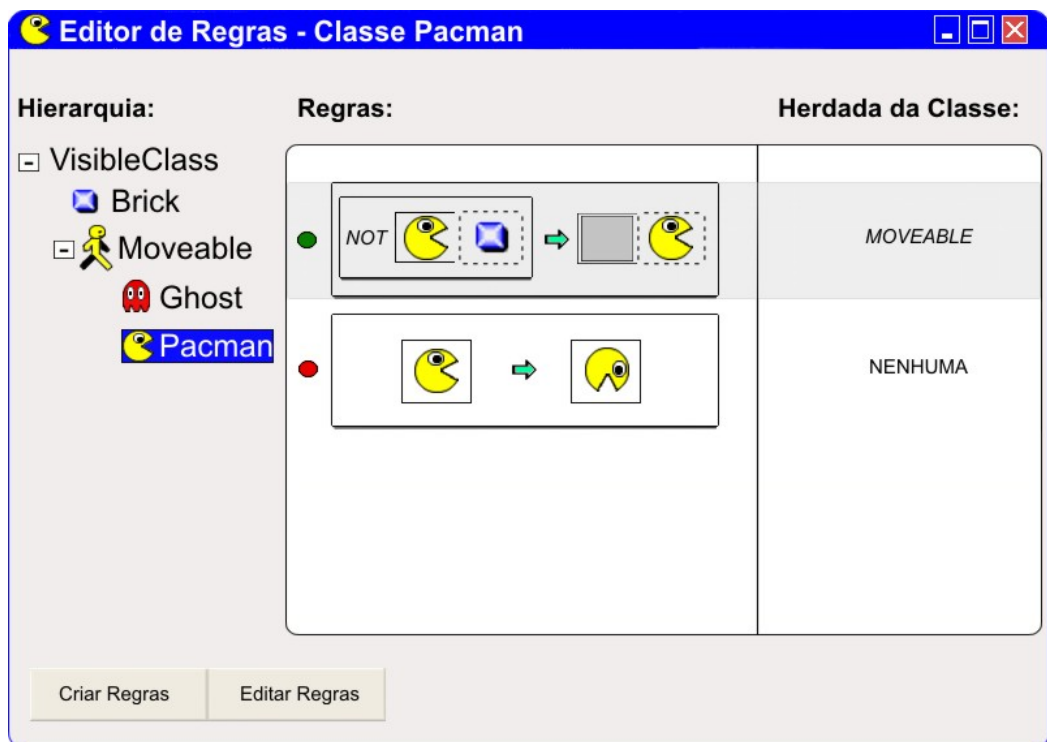 Editor de Regras - Classe Pacman
Hierarquia:
Regras:
Herdada da Classe:
VisibleClass
Brick
Moveable
Ghost
Pacman
NOT
MOVEABLE
NENHUMA
Criar Regras
Editar Regras